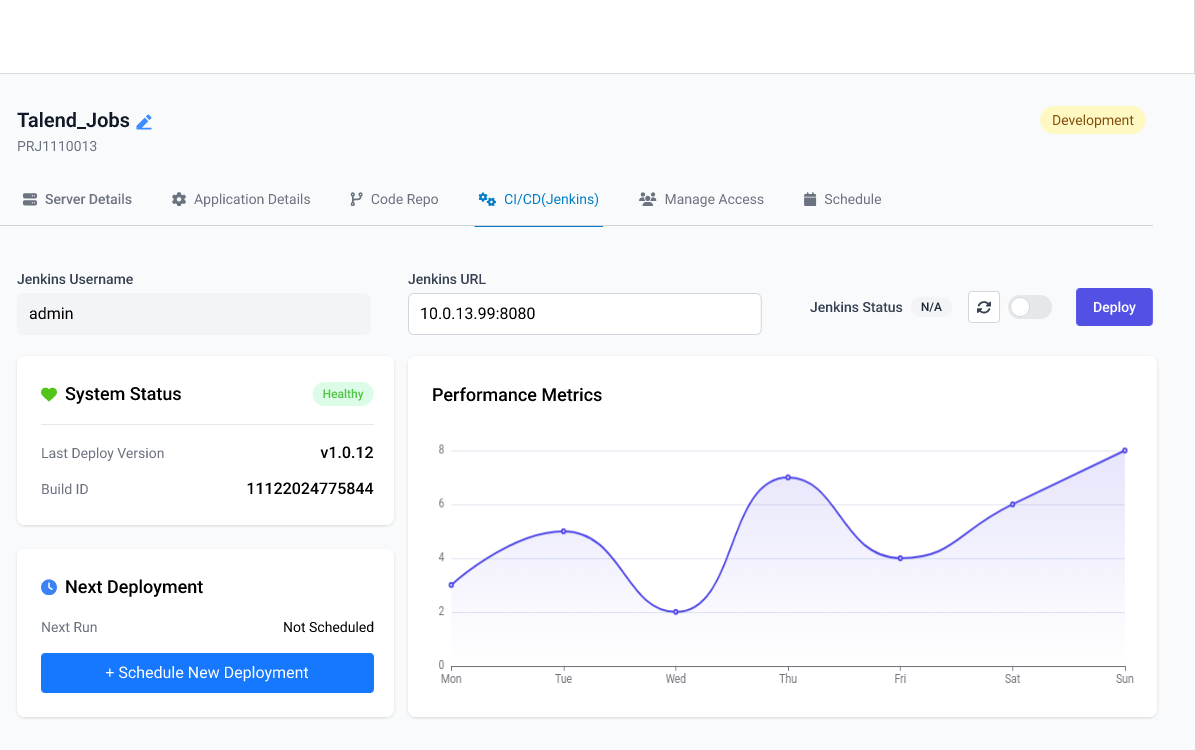 Talend_Jobs
Development
PRJ1110013
Server Details Application Details Code Repo CI/CD(Jenkins) Manage Access Schedule
Jenkins Username
admin
Jenkins URL
10.0.13.99:8080
Jenkins Status N/A
Deploy
System Status
Healthy
Last Deploy Version v1.0.12
Build ID 11122024775844
Next Deployment
Next Run Not Scheduled
+ Schedule New Deployment
Performance Metrics
8
6
4
2
0
Mon Tue Wed Thu Fri Sat Sun